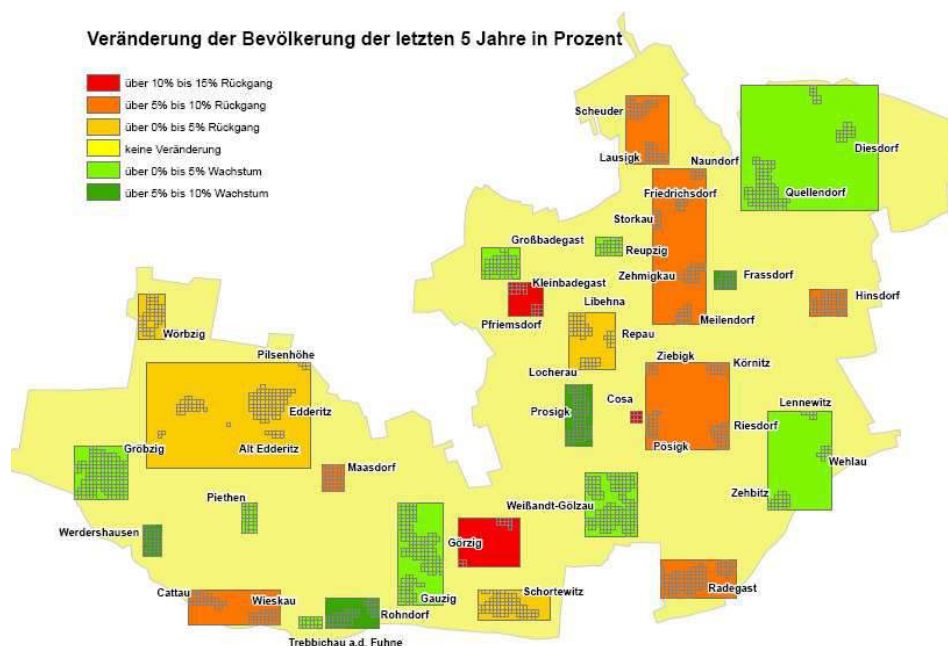 Veränderung der Bevölkerung der letzten 5 Jahre in Prozent
über 10% bis 15% Rückgang
über 5% bis 10% Rückgang
über 0% bis 5% Rückgang
keine Veränderung
über 0% bis 5% Wachstum
über 5% bis 10% Wachstum
Scheuder
Lausigk
Naundorf
Diesdorf
Quellendorf
Friedrichsdorf
Storkau
Großbadegast
Reupzig
Zehmigkau
Frassdorf
Kleinbadegast
Hinsdorf
Libehna
Pfriemsdorf
Meilendorf
Wörbzig
Repau
Pilsenhöhe
Ziebigk
Körnitz
Locherau
Edderitz
Cosa
Lennewitz
Prosigk
Riesdorf
Gröbzig
Alt Edderitz
Pösigk
Wehlau
Maasdorf
Piethen
Weißandt-Gölzau
Zehbitz
Werdershausen
Görzig
Cattau
Wieskau
Gauzig
Schortewitz
Radegast
Rohndorf
Trebbichau a.d. Fuhne